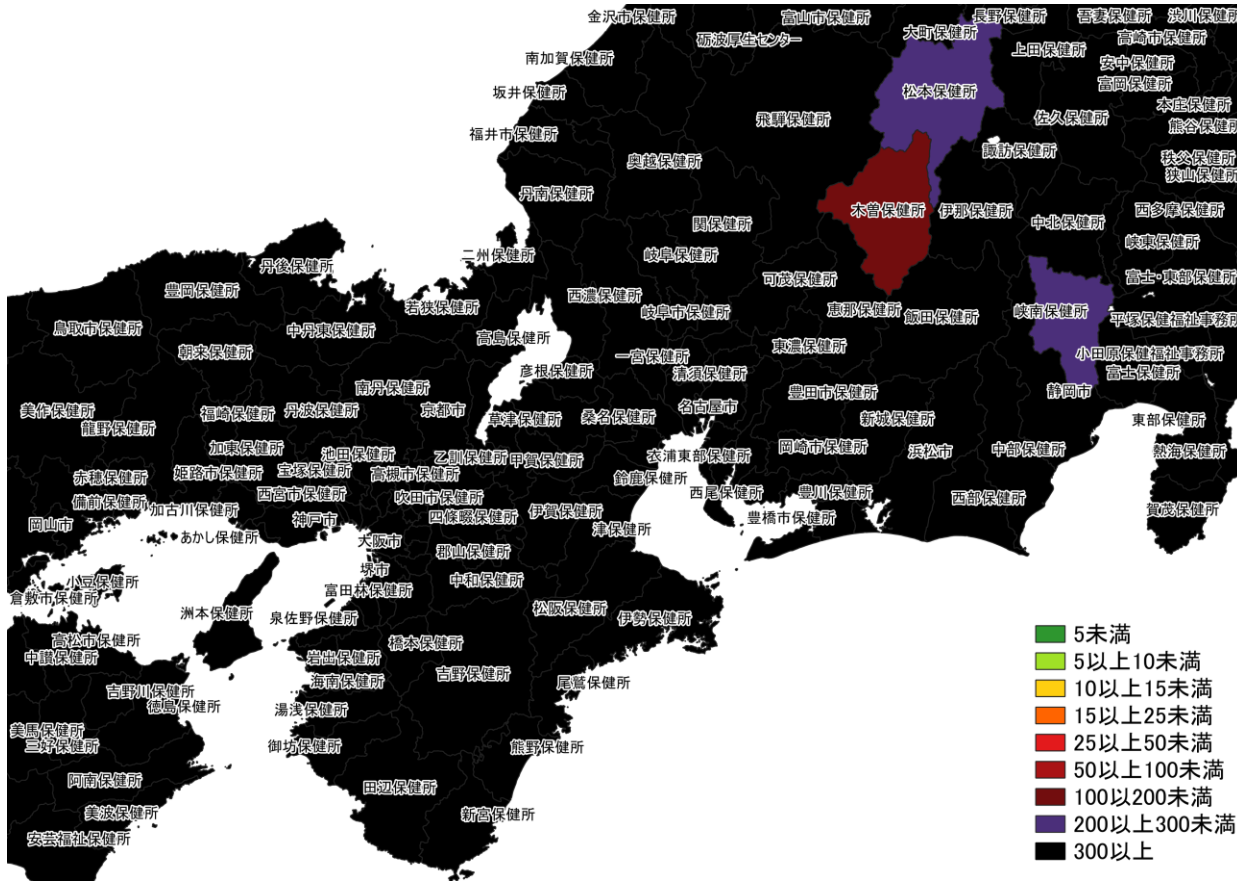 金沢市保健所
富山市保健所
長野保健所
吾妻保健所
渋川保健所
砺波厚生センター
大町保健所
高崎市保健所
南加賀保健所
上田保健所
安中保健所
富岡保健所
坂井保健所
松本保健所
本庄保健所
福井市保健所
飛騨保健所
佐久保健所
熊谷保健所
奥越保健所
諏訪保健所
秩父保健所
狭山保健所
丹南保健所
木曽保健所
伊那保健所
中北保健所
西多摩保健所
関保健所
峡東保健所
二州保健所
岐阜保健所
丹後保健所
可茂保健所
富士・東部保健所
豊岡保健所
西濃保健所
若狭保健所
岐阜市保健所
恵那保健所
飯田保健所
峡南保健所
平塚保健福祉事務所
鳥取市保健所
中丹東保健所
高島保健所
朝来保健所
一宮保健所
東濃保健所
小田原保健福祉事務所
彦根保健所
清須保健所
富士保健所
南丹保健所
豊田市保健所
静岡市
美作保健所
福崎保健所
丹波保健所
京都市
草津保健所
桑名保健所
名古屋市
新城保健所
東部保健所
龍野保健所
加東保健所
池田保健所
乙訓保健所
甲賀保健所
衣浦東部保健所
岡崎市保健所
浜松市
中部保健所
熱海保健所
赤穂保健所
姫路市保健所
宝塚保健所
高槻市保健所
鈴鹿保健所
備前保健所
西宮市保健所
吹田市保健所
西尾保健所
豊川保健所
西部保健所
加古川保健所
岡山市
神戸市
四條畷保健所
伊賀保健所
豊橋市保健所
賀茂保健所
あかし保健所
大阪市
津保健所
郡山保健所
堺市
小豆保健所
中和保健所
倉敷市保健所
富田林保健所
洲本保健所
泉佐野保健所
松阪保健所
伊勢保健所
高松市保健所
橋本保健所
中讃保健所
岩出保健所
吉野保健所
吉野川保健所
海南保健所
尾鷲保健所
徳島保健所
湯浅保健所
美馬保健所
三好保健所
御坊保健所
熊野保健所
阿南保健所
田辺保健所
美波保健所
新宮保健所
安芸福祉保健所
5未満
5以上10未満
10以上15未満
15以上25未満
25以上50未満
50以上100未満
100以200未満
200以上300未満
300以上